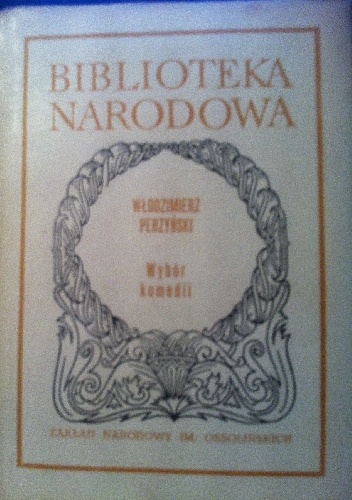 BIBLIOTEKA
NARODOWA
WŁODZIMIERZ
PERZYŃSKI
Wybór
komedii
ZAKŁAD NARODOWY IM. OSSOLIŃSKICH